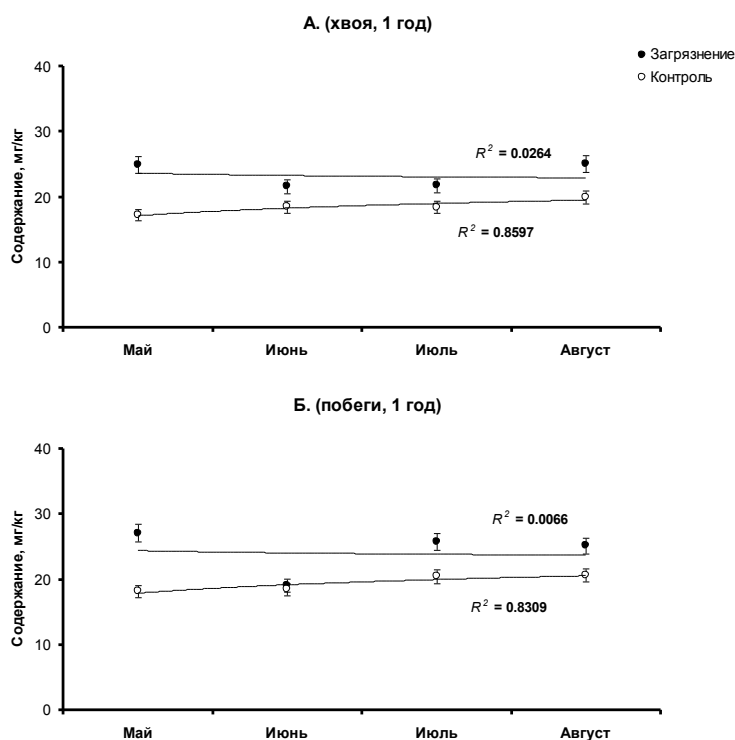 А. (хвоя, 1 год)
Загрязнение
Контроль
40
30
20
10
0
Содержание, мг/кг
R² = 0.0264
R² = 0.8597
Май Июнь Июль Август
Б. (побеги, 1 год)
40
30
20
10
0
Содержание, мг/кг
R² = 0.0066
R² = 0.8309
Май Июнь Июль Август